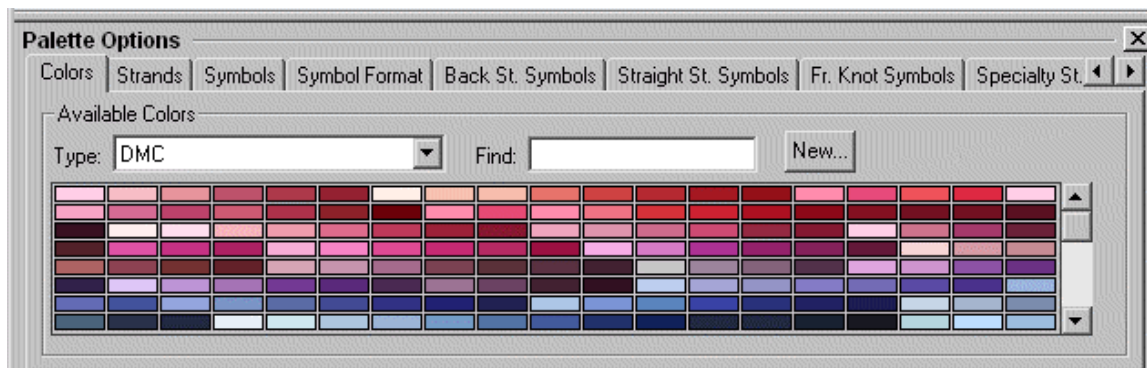 Palette Options
Colors Strands Symbols Symbol Format Back St. Symbols Straight St. Symbols Fr. Knot Symbols Specialty St.
Available Colors
Type: DMC Find: New...